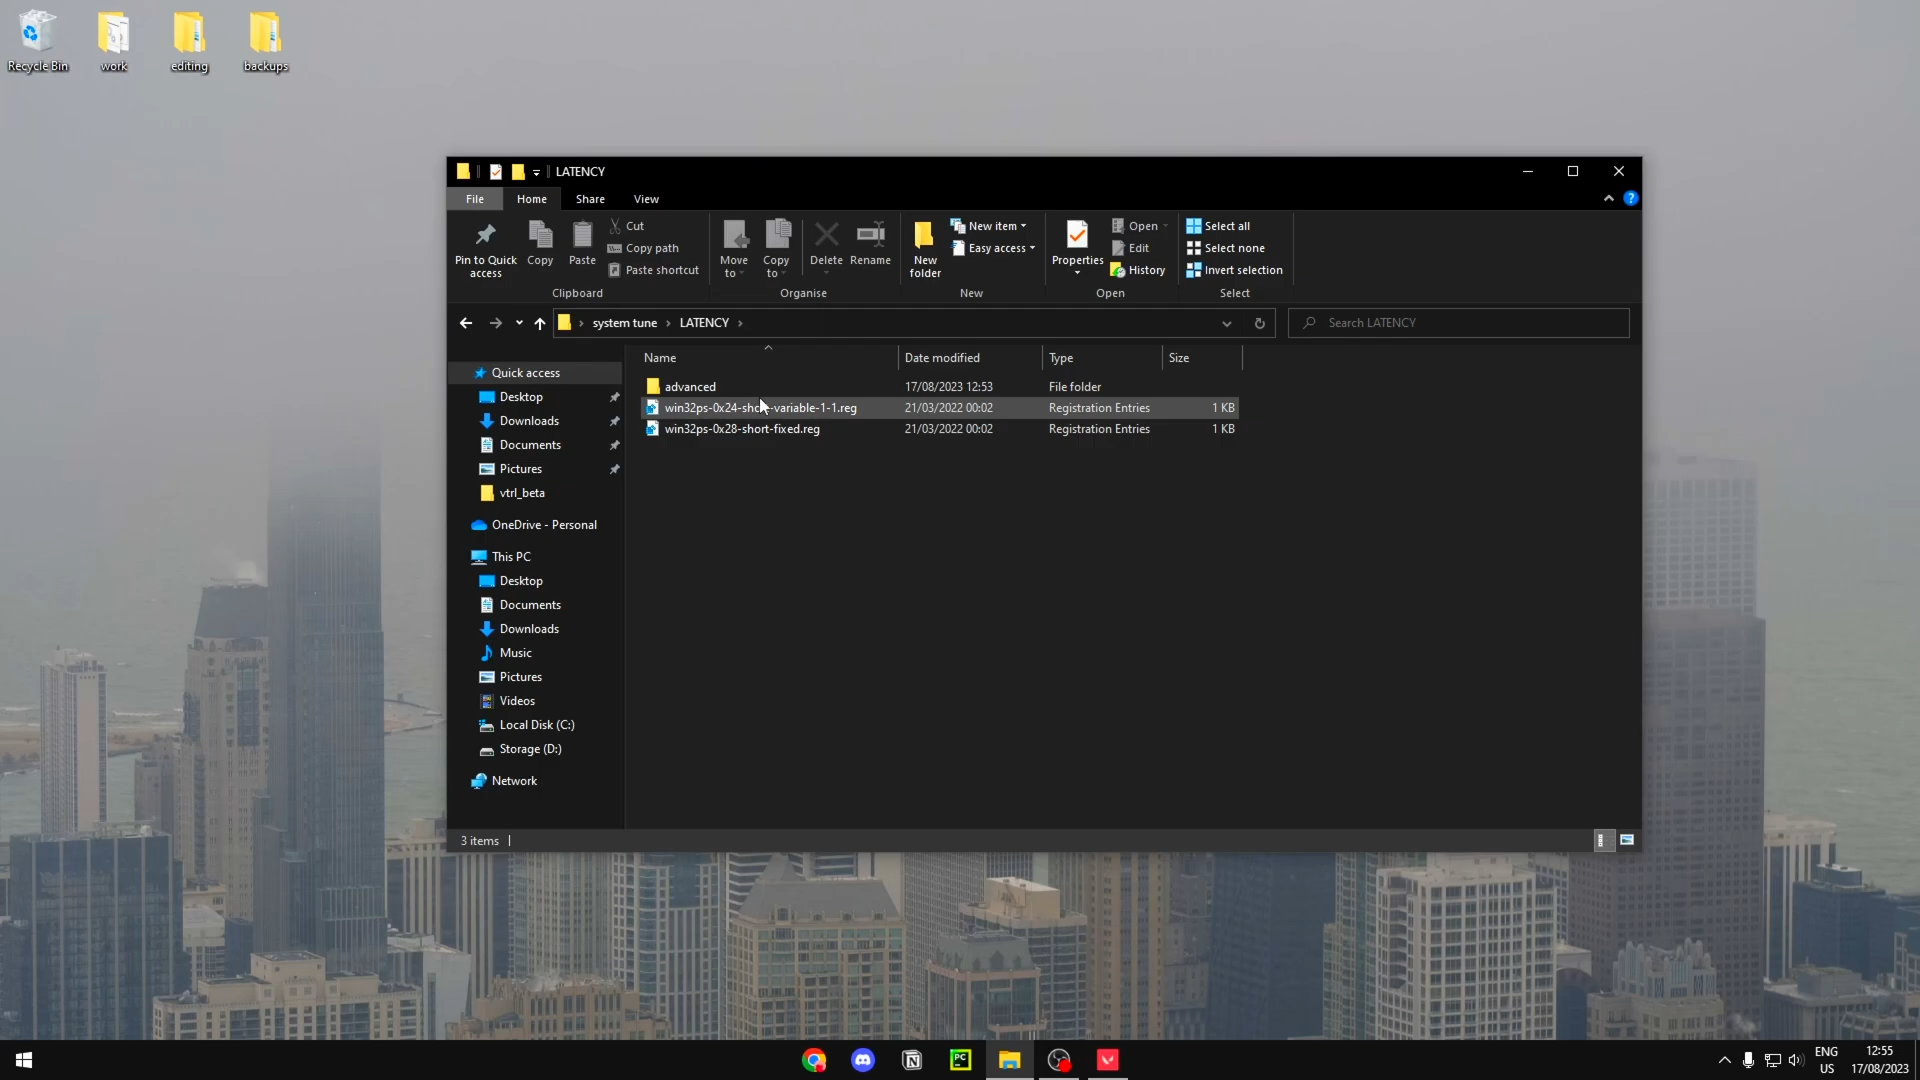 Recycle Bin
work
editing
backups
LATENCY
File
Home
Share
View
Pin to Quick access
Copy
Paste
Cut
Copy path
Paste shortcut
Clipboard
Move to
Copy to
Delete
Rename
Organise
New folder
New item
Easy access
New
Properties
Open
Edit
History
Open
Select all
Select none
Invert selection
Select
system tune > LATENCY >
Search LATENCY
Name
Date modified
Type
Size
advanced 17/08/2023 12:53 File folder
win32ps-0x24-short-variable-1-1.reg 21/03/2022 00:02 Registration Entries 1 KB
win32ps-0x28-short-fixed.reg 21/03/2022 00:02 Registration Entries 1 KB
Quick access
Desktop
Downloads
Documents
Pictures
vtrl_beta
OneDrive - Personal
This PC
Desktop
Documents
Downloads
Music
Pictures
Videos
Local Disk (C:)
Storage (D:)
Network
3 items
PC
ENG
US
12:55
17/08/2023